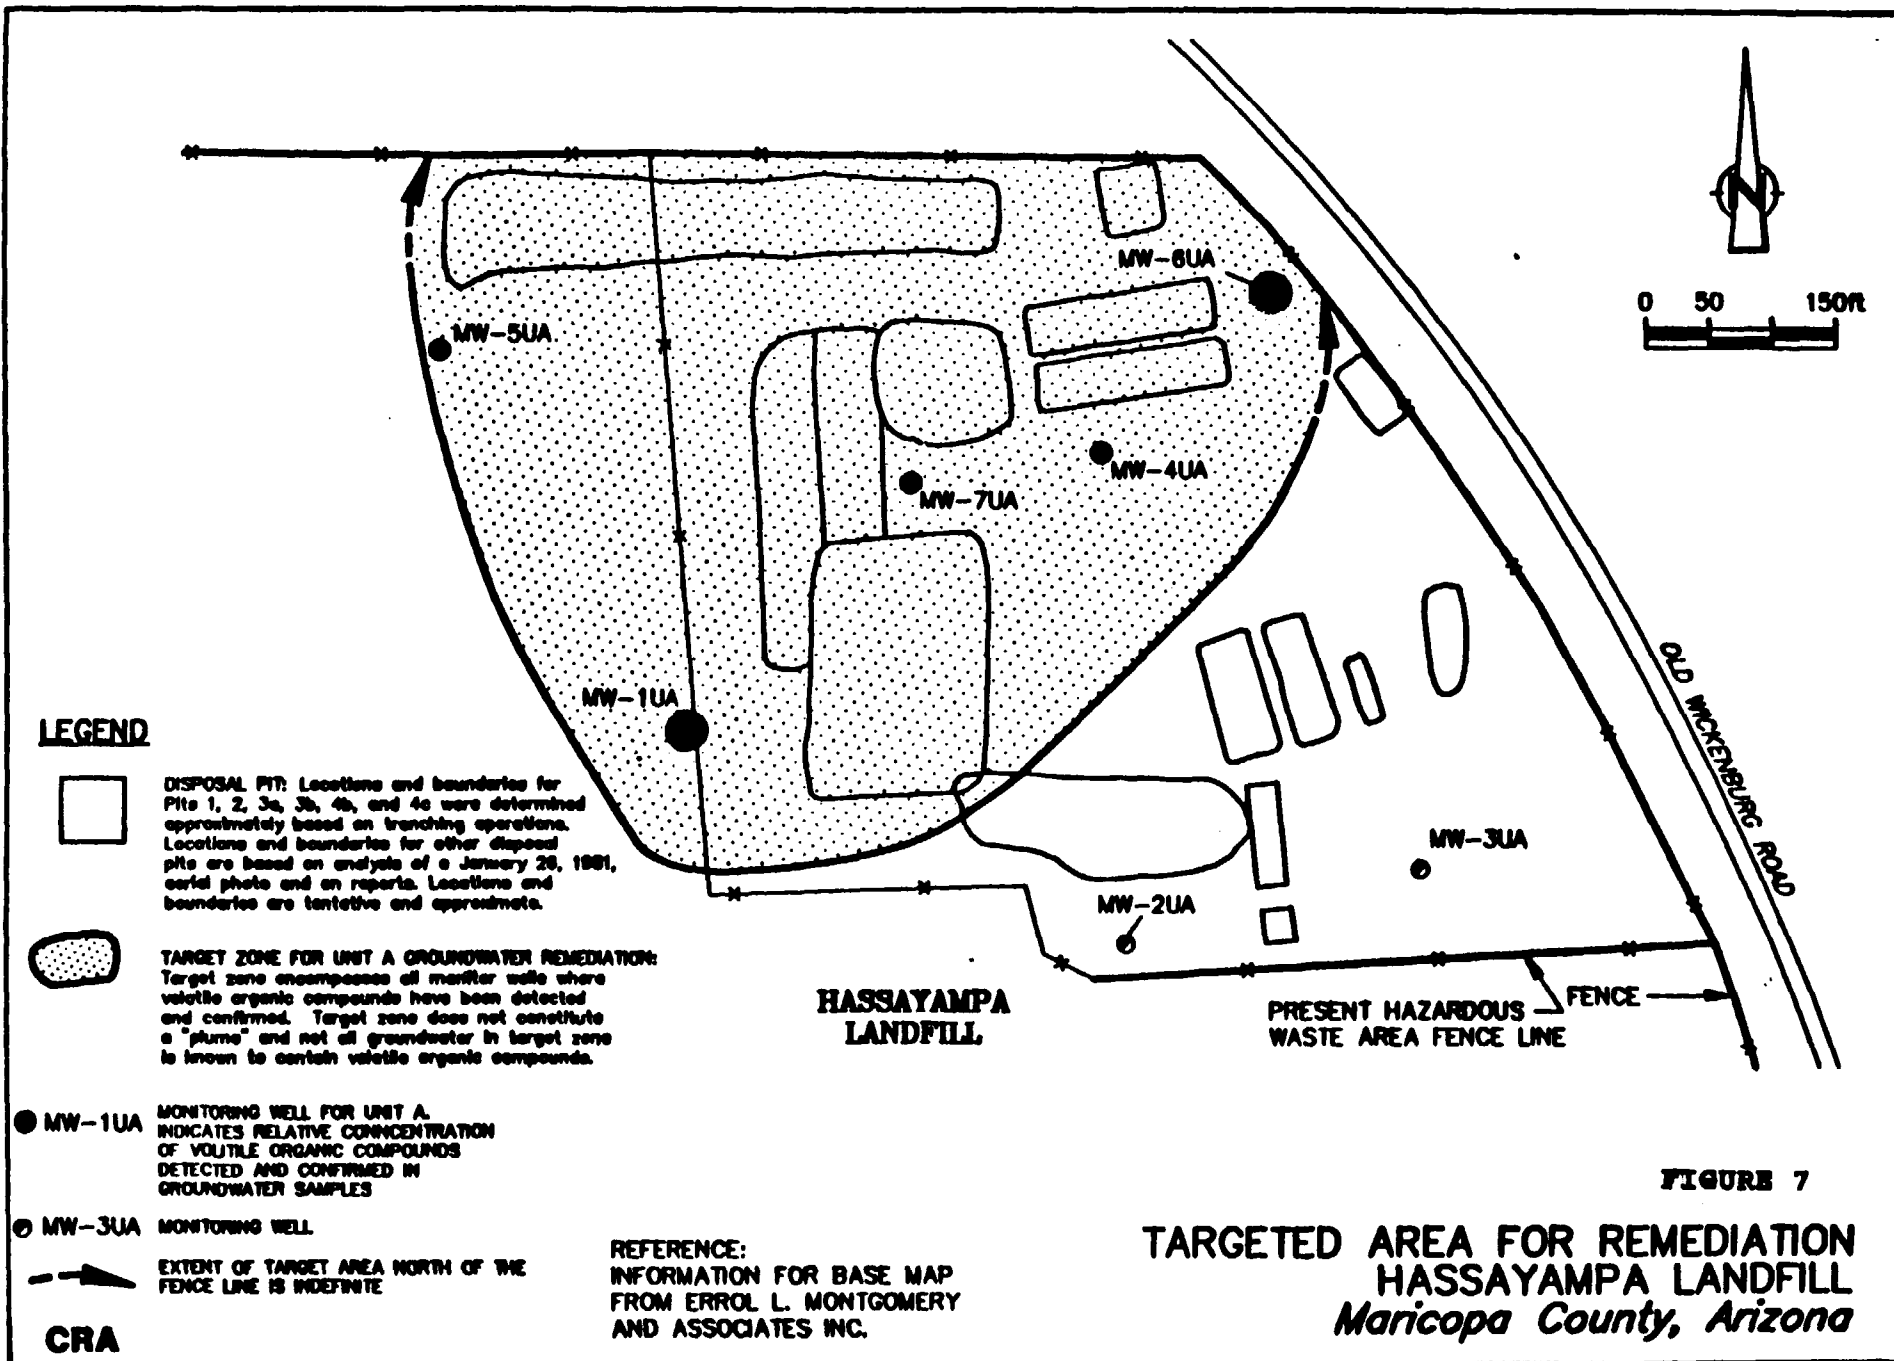 N
0 50 150ft
MW-6UA
MW-5UA
MW-4UA
MW-7UA
MW-1UA
OLD WICKENBURG ROAD
MW-3UA
MW-2UA
HASSAYAMPA
LANDFILL
PRESENT HAZARDOUS
WASTE AREA FENCE LINE
FENCE
LEGEND
DISPOSAL PIT: Locations and boundaries for
Pits 1, 2, 3a, 3b, 4b, and 4c were determined
approximately based on trenching operations.
Locations and boundaries for other disposal
pits are based on analysis of a January 26, 1981,
aerial photo and on reports. Locations and
boundaries are tentative and approximate.
TARGET ZONE FOR UNIT A GROUNDWATER REMEDIATION:
Target zone encompasses all monitor wells where
volatile organic compounds have been detected
and confirmed. Target zone does not constitute
a "plume" and not all groundwater in target zone
is known to contain volatile organic compounds.
MW-1UA
MONITORING WELL FOR UNIT A.
INDICATES RELATIVE CONNCENTRATION
OF VOLITILE ORGANIC COMPOUNDS
DETECTED AND CONFIRMED IN
GROUNDWATER SAMPLES
MW-3UA MONITORING WELL
EXTENT OF TARGET AREA NORTH OF THE
FENCE LINE IS INDEFINITE
CRA
REFERENCE:
INFORMATION FOR BASE MAP
FROM ERROL L. MONTGOMERY
AND ASSOCIATES INC.
FIGURE 7
TARGETED AREA FOR REMEDIATION
HASSAYAMPA LANDFILL
Maricopa County, Arizona